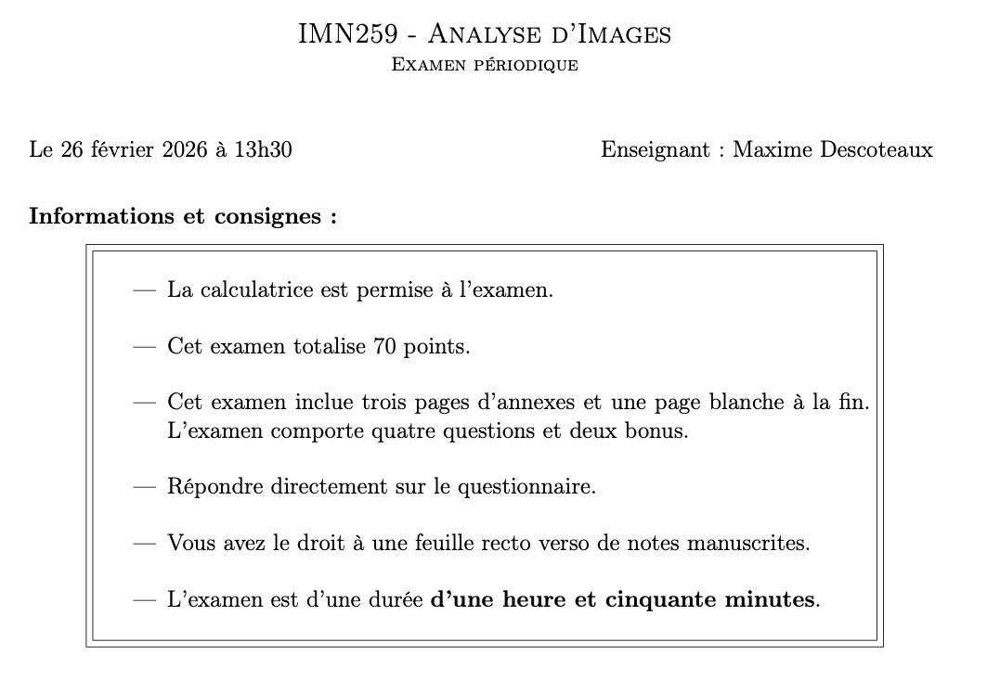 IMN259 - Analyse d'Images
Examen périodique
Le 26 février 2026 à 13h30
Enseignant : Maxime Descoteaux
Informations et consignes :
— La calculatrice est permise à l'examen.
— Cet examen totalise 70 points.
— Cet examen inclue trois pages d'annexes et une page blanche à la fin.
L'examen comporte quatre questions et deux bonus.
— Répondre directement sur le questionnaire.
— Vous avez le droit à une feuille recto verso de notes manuscrites.
— L'examen est d'une durée d'une heure et cinquante minutes.